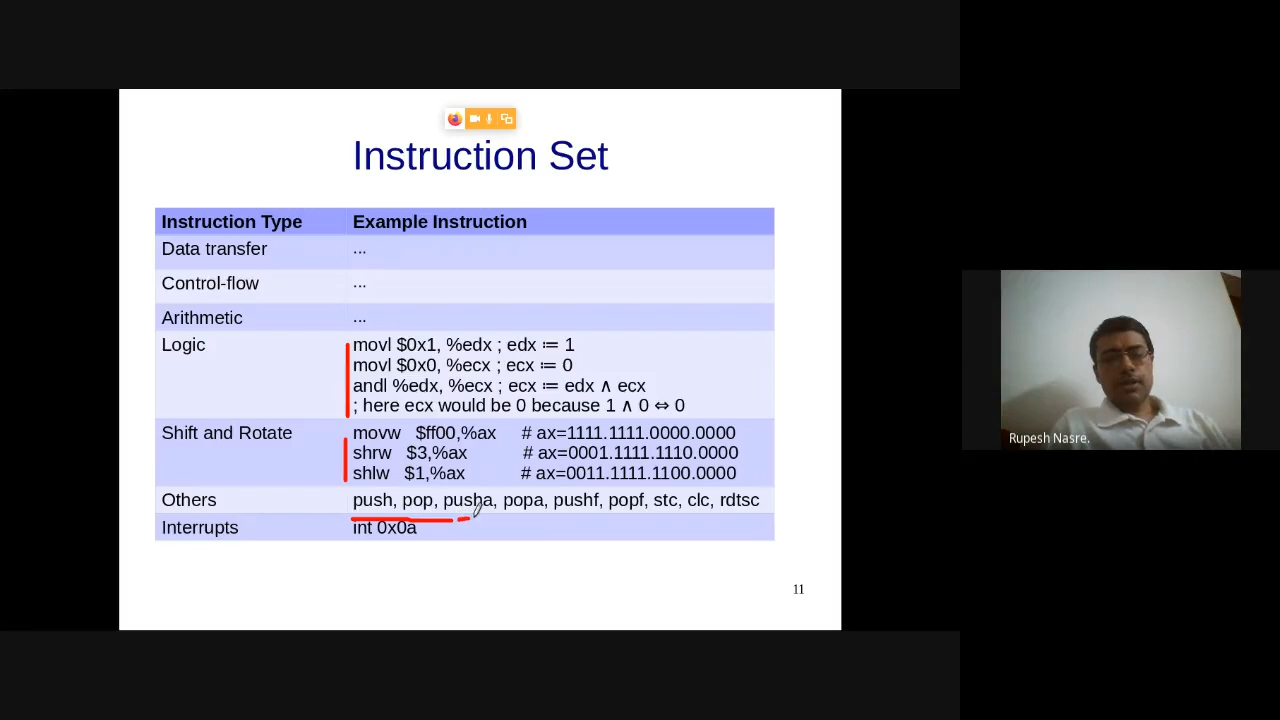 Instruction Set
Instruction Type Example Instruction
Data transfer ...
Control-flow ...
Arithmetic ...
Logic movl $0x1, %edx ; edx ≔ 1
movl $0x0, %ecx ; ecx ≔ 0
andl %edx, %ecx ; ecx ≔ edx ∧ ecx
; here ecx would be 0 because 1 ∧ 0 ⇔ 0
Shift and Rotate movw $ff00,%ax # ax=1111.1111.0000.0000
shrw $3,%ax # ax=0001.1111.1110.0000
shlw $1,%ax # ax=0011.1111.1100.0000
Others push, pop, pusha, popa, pushf, popf, stc, clc, rdtsc
Interrupts int 0x0a
11
Rupesh Nasre.